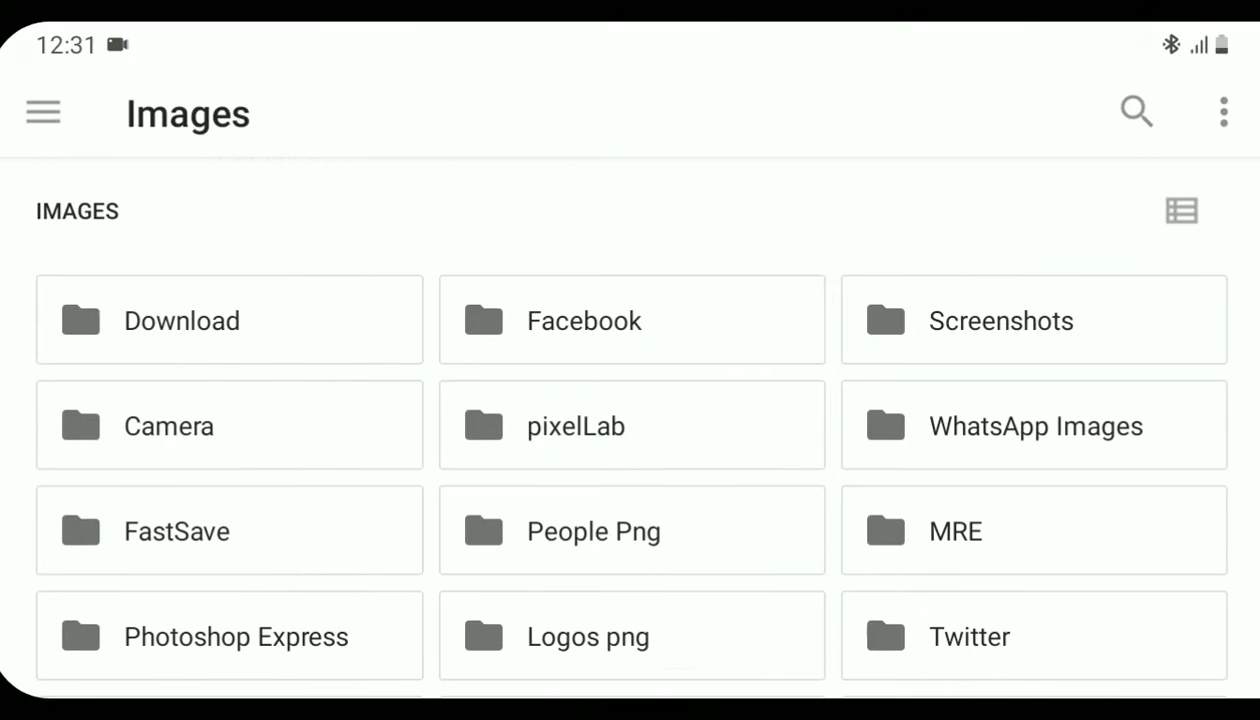 12:31
Images
IMAGES
Download
Facebook
Screenshots
Camera
pixelLab
WhatsApp Images
FastSave
People Png
MRE
Photoshop Express
Logos png
Twitter